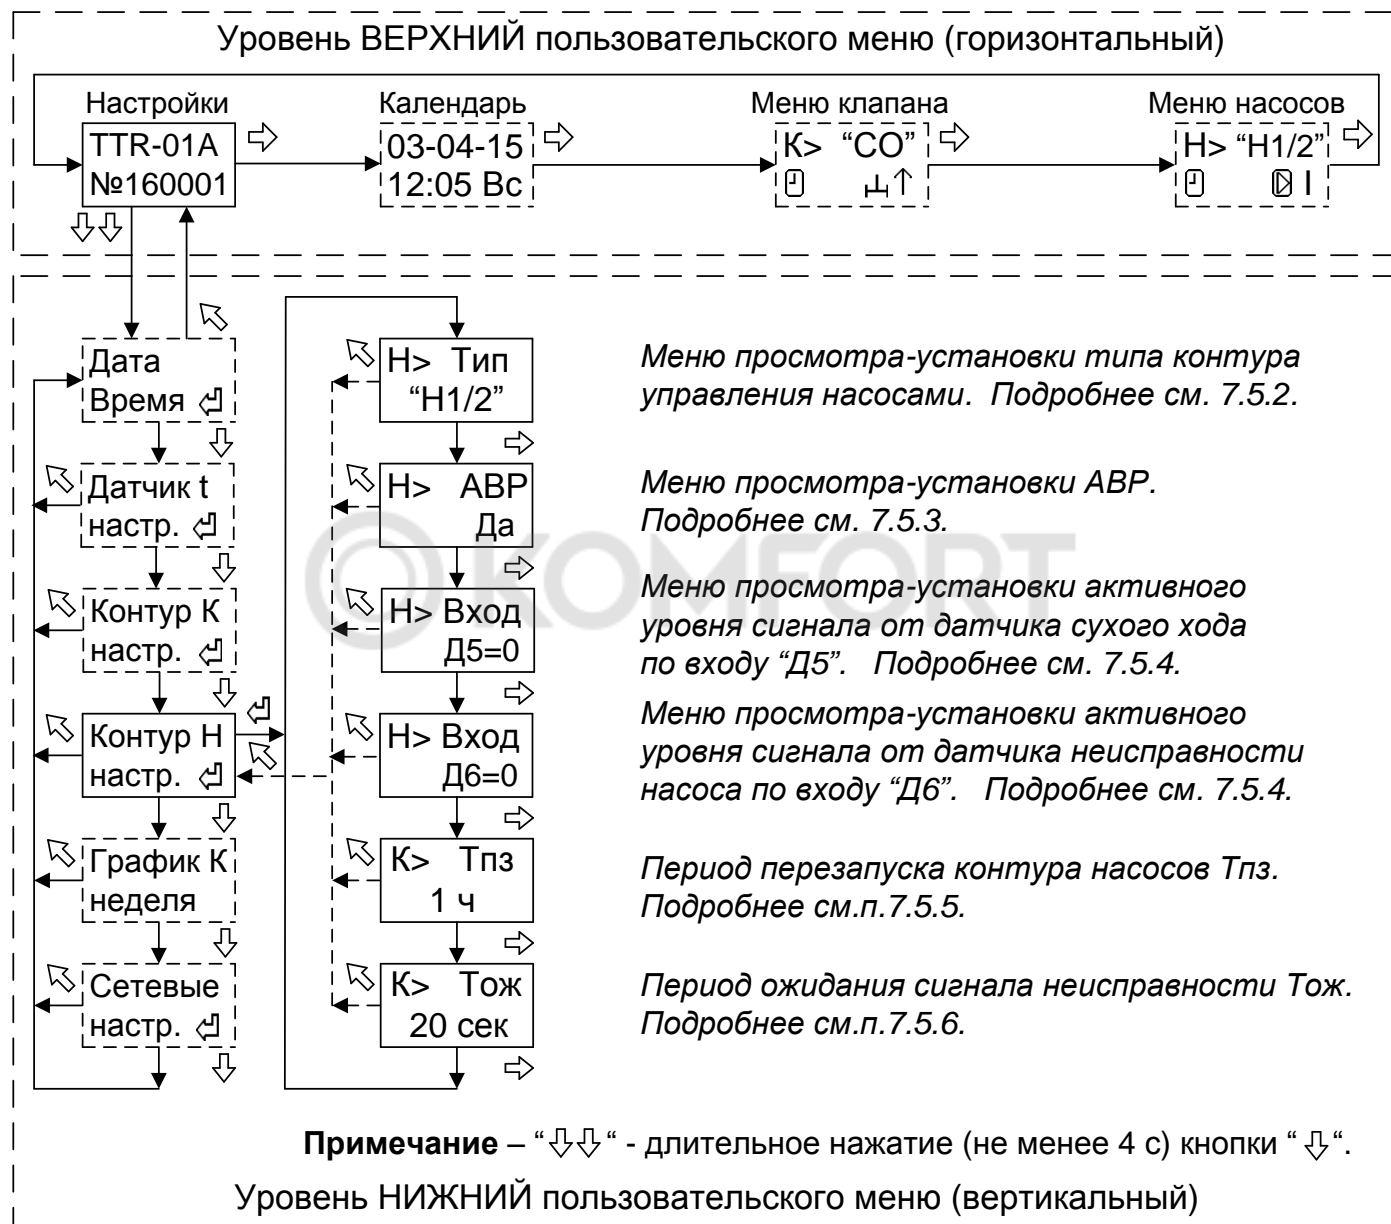 Уровень ВЕРХНИЙ пользовательского меню (горизонтальный)
Настройки
TTR-01A
№160001
Календарь
03-04-15
12:05 Вс
Меню клапана
К> “СО”
Меню насосов
Н> “Н1/2”
Дата
Время
Датчик t
настр.
Контур К
настр.
Контур Н
настр.
График К
неделя
Сетевые
настр.
Н> Тип
“Н1/2”
Н> АВР
Да
Н> Вход
Д5=0
Н> Вход
Д6=0
К> Тпз
1 ч
К> Тож
20 сек
Меню просмотра-установки типа контура
управления насосами. Подробнее см. 7.5.2.
Меню просмотра-установки АВР.
Подробнее см. 7.5.3.
Меню просмотра-установки активного
уровня сигнала от датчика сухого хода
по входу “Д5”. Подробнее см. 7.5.4.
Меню просмотра-установки активного
уровня сигнала от датчика неисправности
насоса по входу “Д6”. Подробнее см. 7.5.4.
Период перезапуска контура насосов Тпз.
Подробнее см.п.7.5.5.
Период ожидания сигнала неисправности Тож.
Подробнее см.п.7.5.6.
KOMFORT
Примечание – “⇩⇩“ - длительное нажатие (не менее 4 с) кнопки “⇩“.
Уровень НИЖНИЙ пользовательского меню (вертикальный)